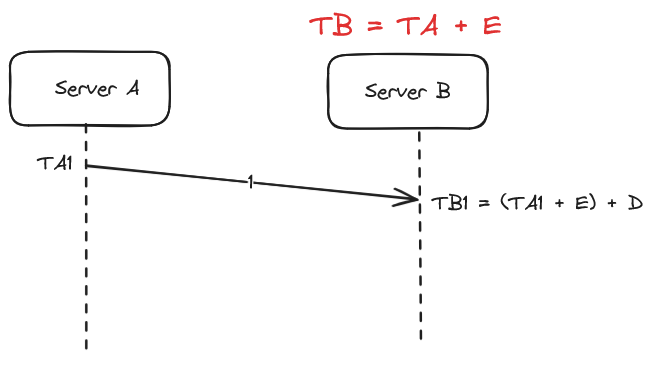 TB = TA + E
Server A
Server B
TA1
1
TB1 = (TA1 + E) + D